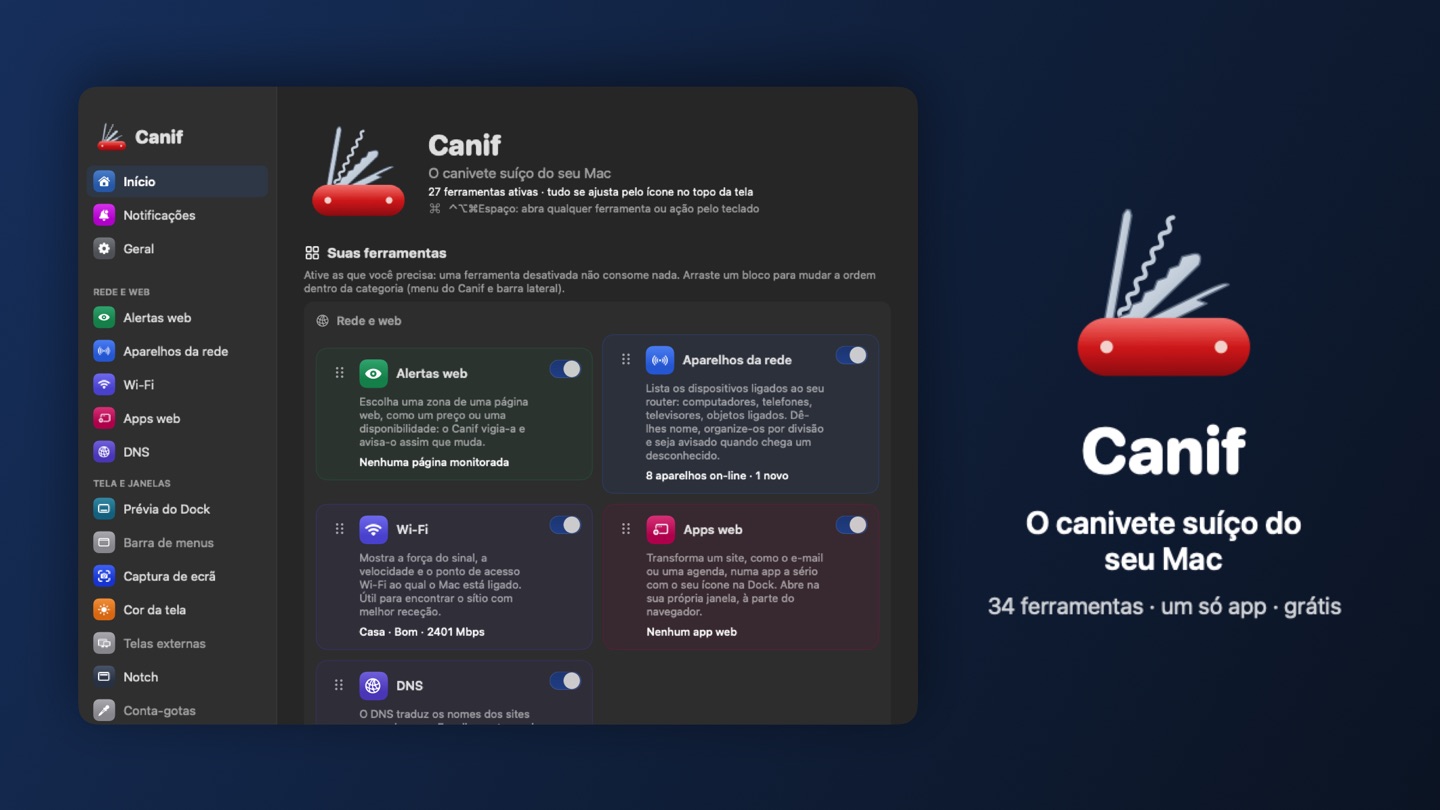 Canif
Início
Notificações
Geral
REDE E WEB
Alertas web
Aparelhos da rede
Wi-Fi
Apps web
DNS
TELA E JANELAS
Prévia do Dock
Barra de menus
Captura de ecrã
Cor da tela
Telas externas
Notch
Conta-gotas
Canif
O canivete suíço do seu Mac
27 ferramentas ativas · tudo se ajusta pelo ícone no topo da tela
⌘ ^⌥⌘Espaço: abra qualquer ferramenta ou ação pelo teclado
Suas ferramentas
Ative as que você precisa: uma ferramenta desativada não consome nada. Arraste um bloco para mudar a ordem
dentro da categoria (menu do Canif e barra lateral).
Rede e web
Alertas web
Escolha uma zona de uma página
web, como um preço ou uma
disponibilidade: o Canif vigia-a e
avisa-o assim que muda.
Nenhuma página monitorada
Aparelhos da rede
Lista os dispositivos ligados ao seu
router: computadores, telefones,
televisores, objetos ligados. Dê-
lhes nome, organize-os por divisão
e seja avisado quando chega um
desconhecido.
8 aparelhos on-line · 1 novo
Wi-Fi
Mostra a força do sinal, a
velocidade e o ponto de acesso
Wi-Fi ao qual o Mac está ligado.
Útil para encontrar o sítio com
melhor receção.
Casa · Bom · 2401 Mbps
Apps web
Transforma um site, como o e-mail
ou uma agenda, numa app a sério
com o seu ícone na Dock. Abre na
sua própria janela, à parte do
navegador.
Nenhum app web
DNS
O DNS traduz os nomes dos sites
Canif
O canivete suíço do
seu Mac
34 ferramentas · um só app · grátis